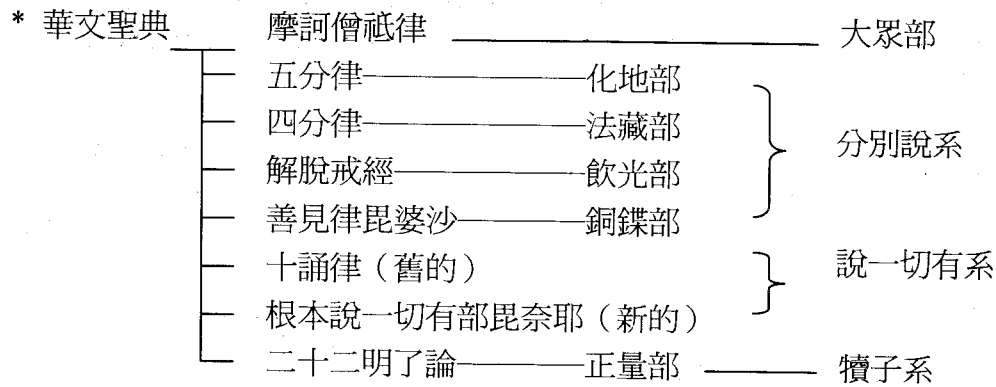 * 華文聖典 摩訶僧祗律 大眾部
五分律 化地部
四分律 法藏部
分別說系
解脫戒經 飲光部
善見律毘婆沙 銅鍱部
十誦律（舊的） 說一切有系
根本說一切有部毘奈耶（新的）
二十二明了論 正量部 犢子系